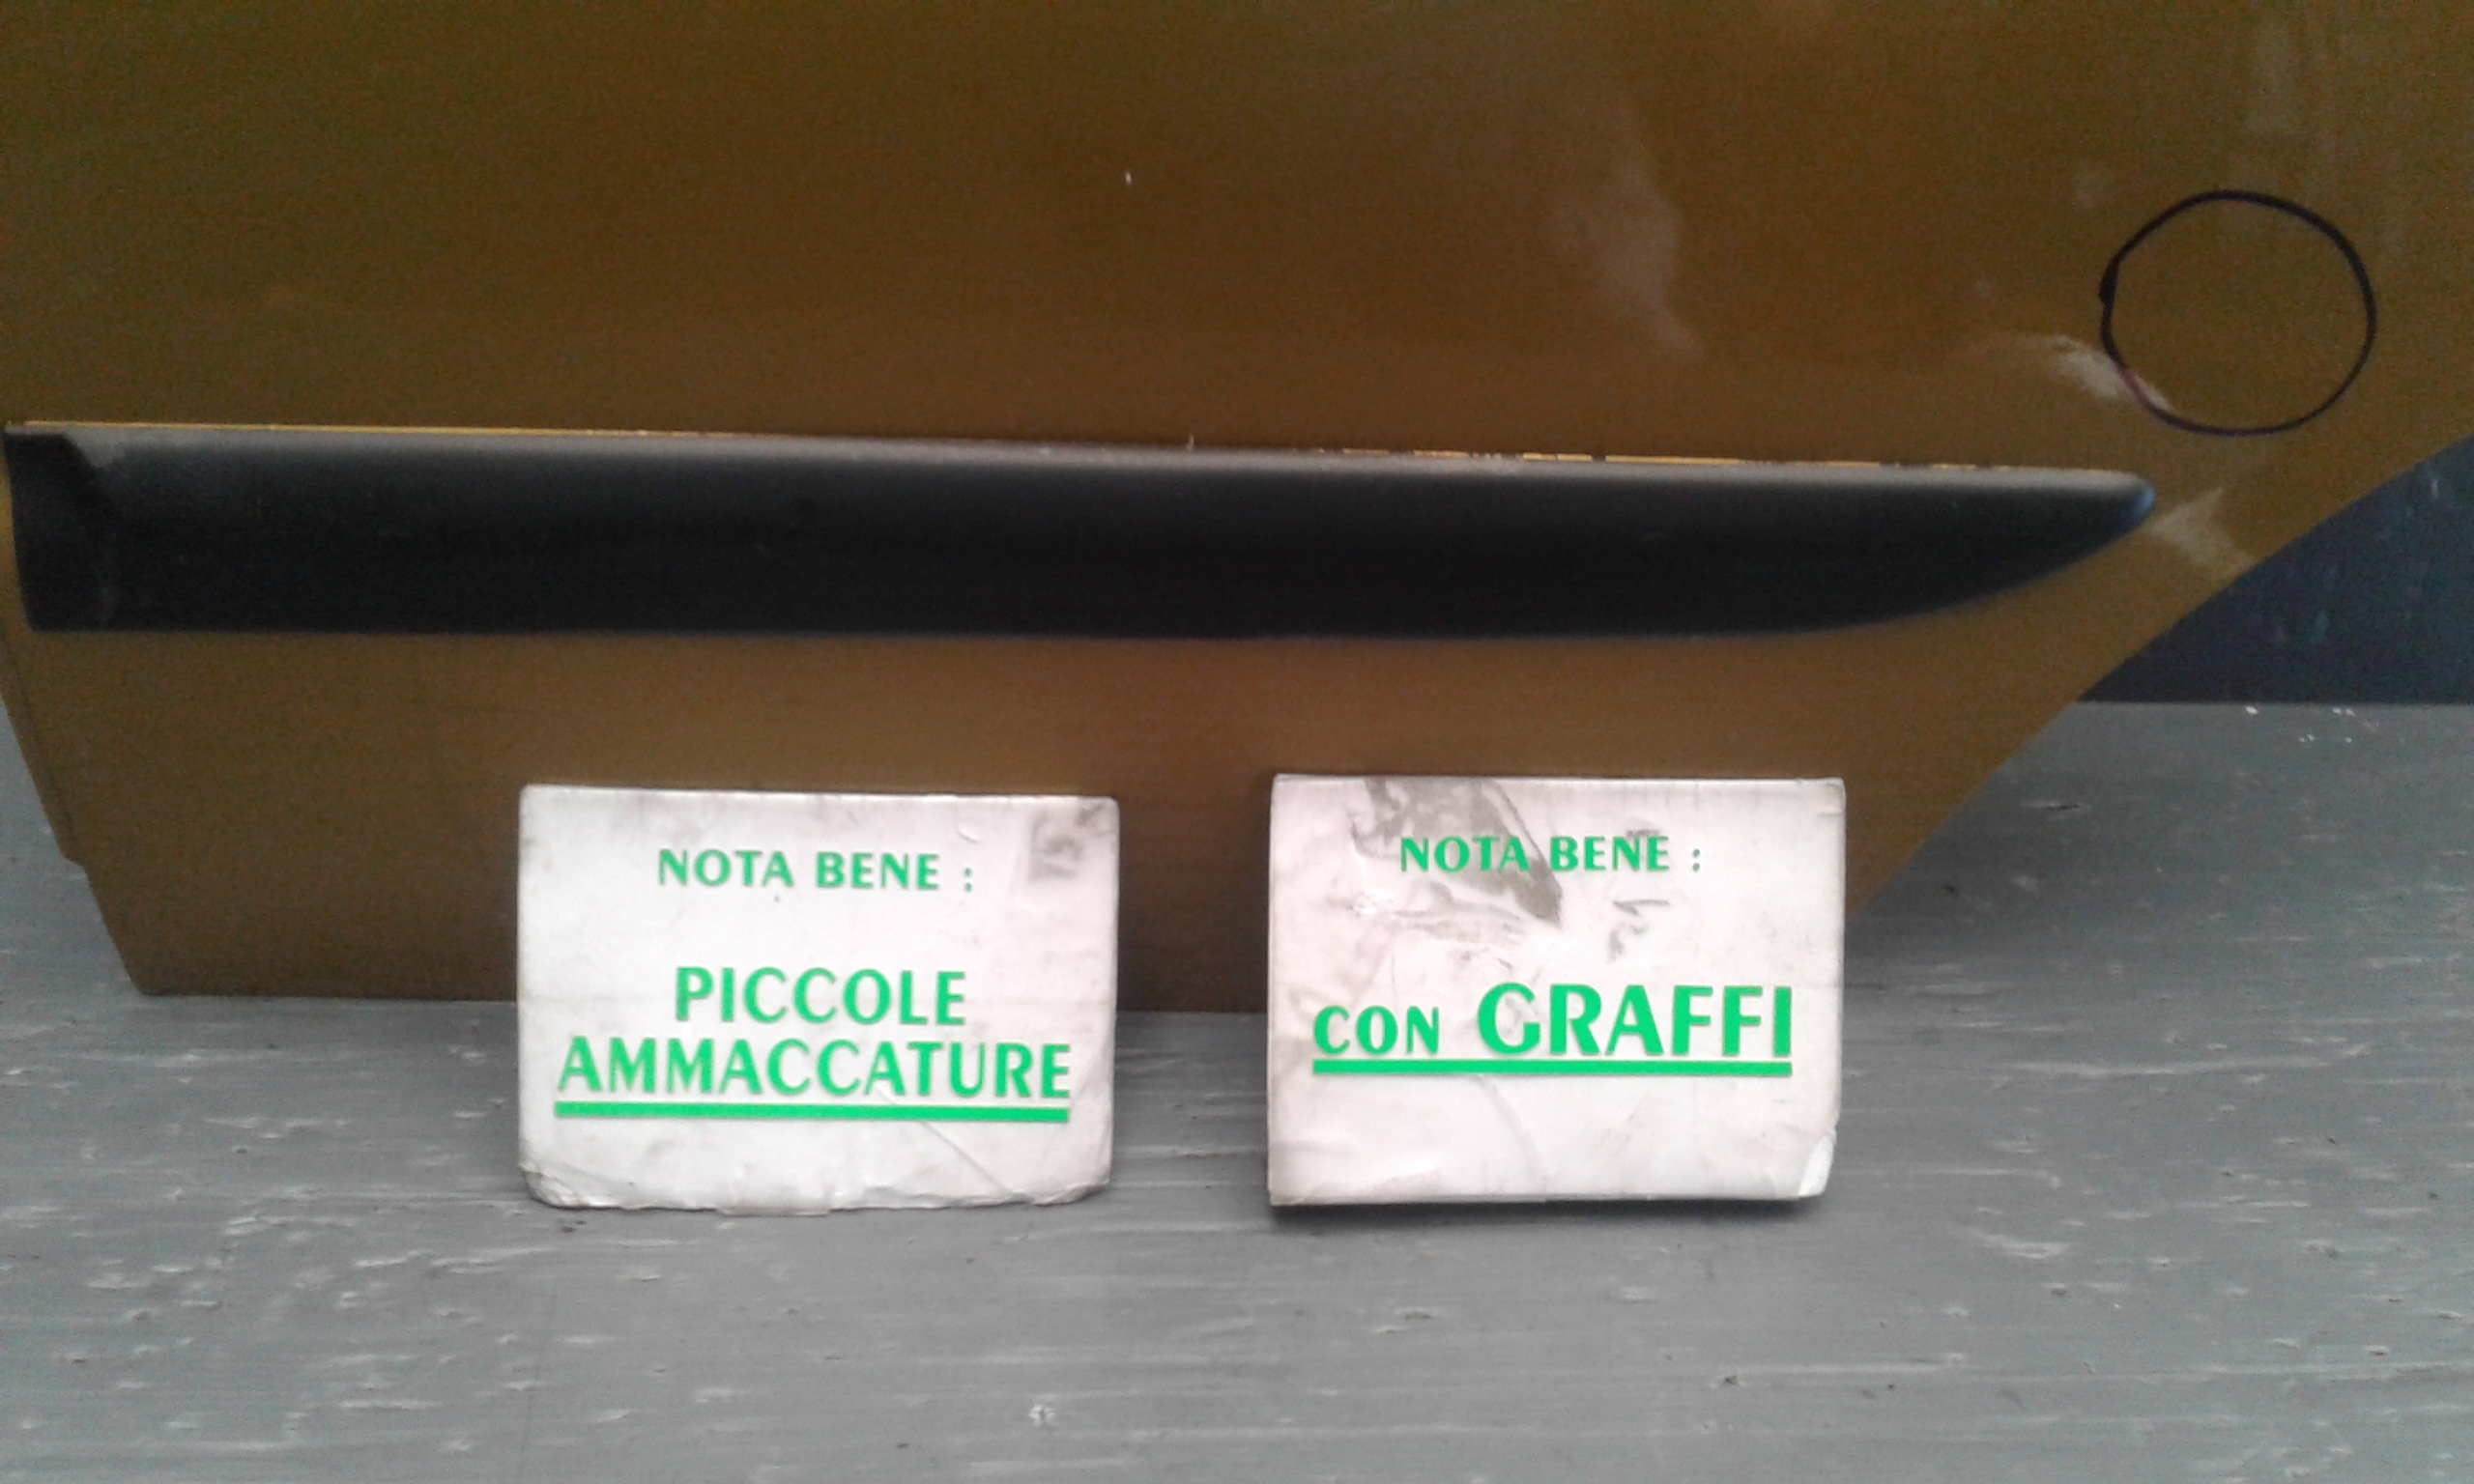 NOTA BENE :
PICCOLE
AMMACCATURE
NOTA BENE :
CON GRAFFI